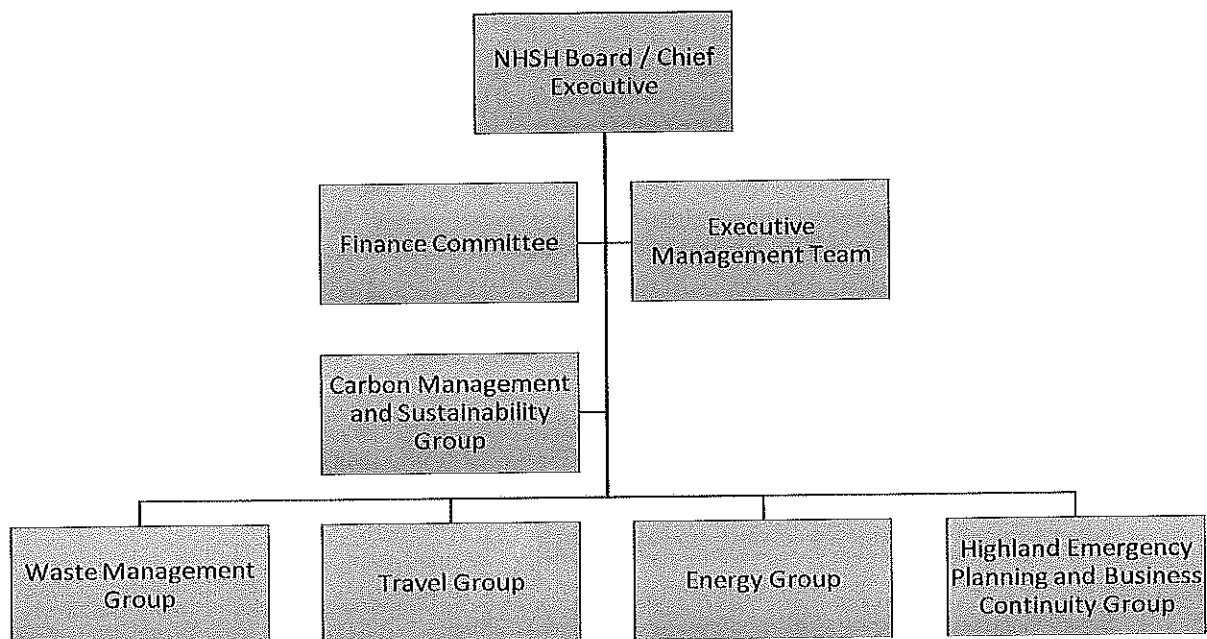 NHSH Board / Chief
Executive
Finance Committee
Executive
Management Team
Carbon Management
and Sustainability
Group
Waste Management
Group
Travel Group
Energy Group
Highland Emergency
Planning and Business
Continuity Group